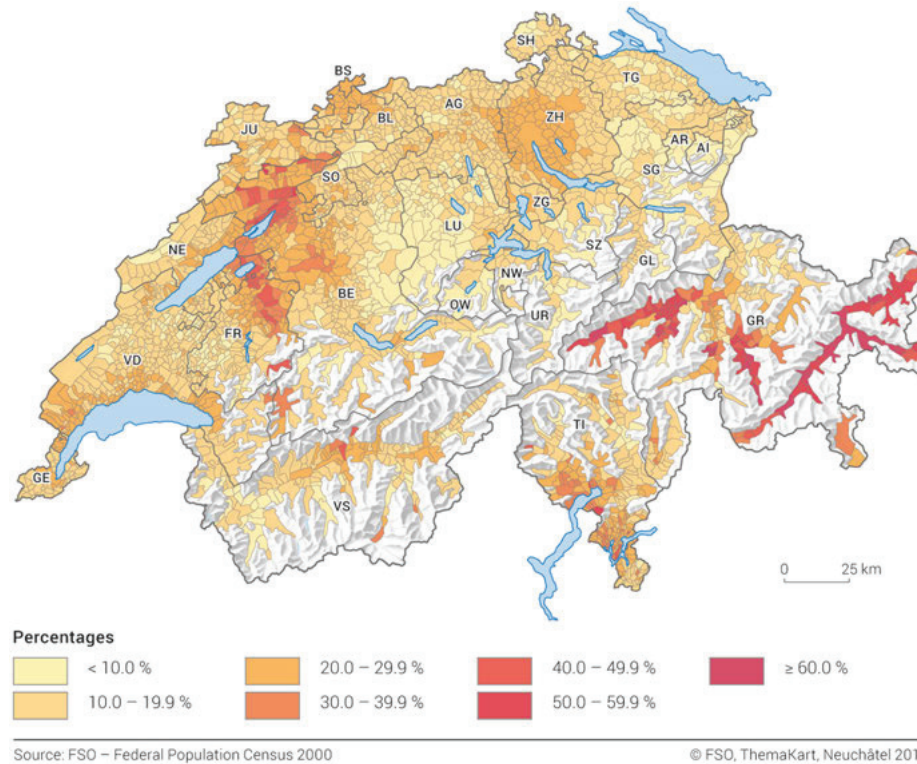 SH
BS
TG
AG
BL
ZH
JU
AR
AI
SO
SG
ZG
LU
NE
SZ
GL
NW
BE
OW
GR
UR
FR
VD
TI
GE
VS
0 25 km
Percentages
< 10.0 % 20.0 – 29.9 % 40.0 – 49.9 % ≥ 60.0 %
10.0 – 19.9 % 30.0 – 39.9 % 50.0 – 59.9 %
Source: FSO – Federal Population Census 2000 © FSO, ThemaKart, Neuchâtel 201